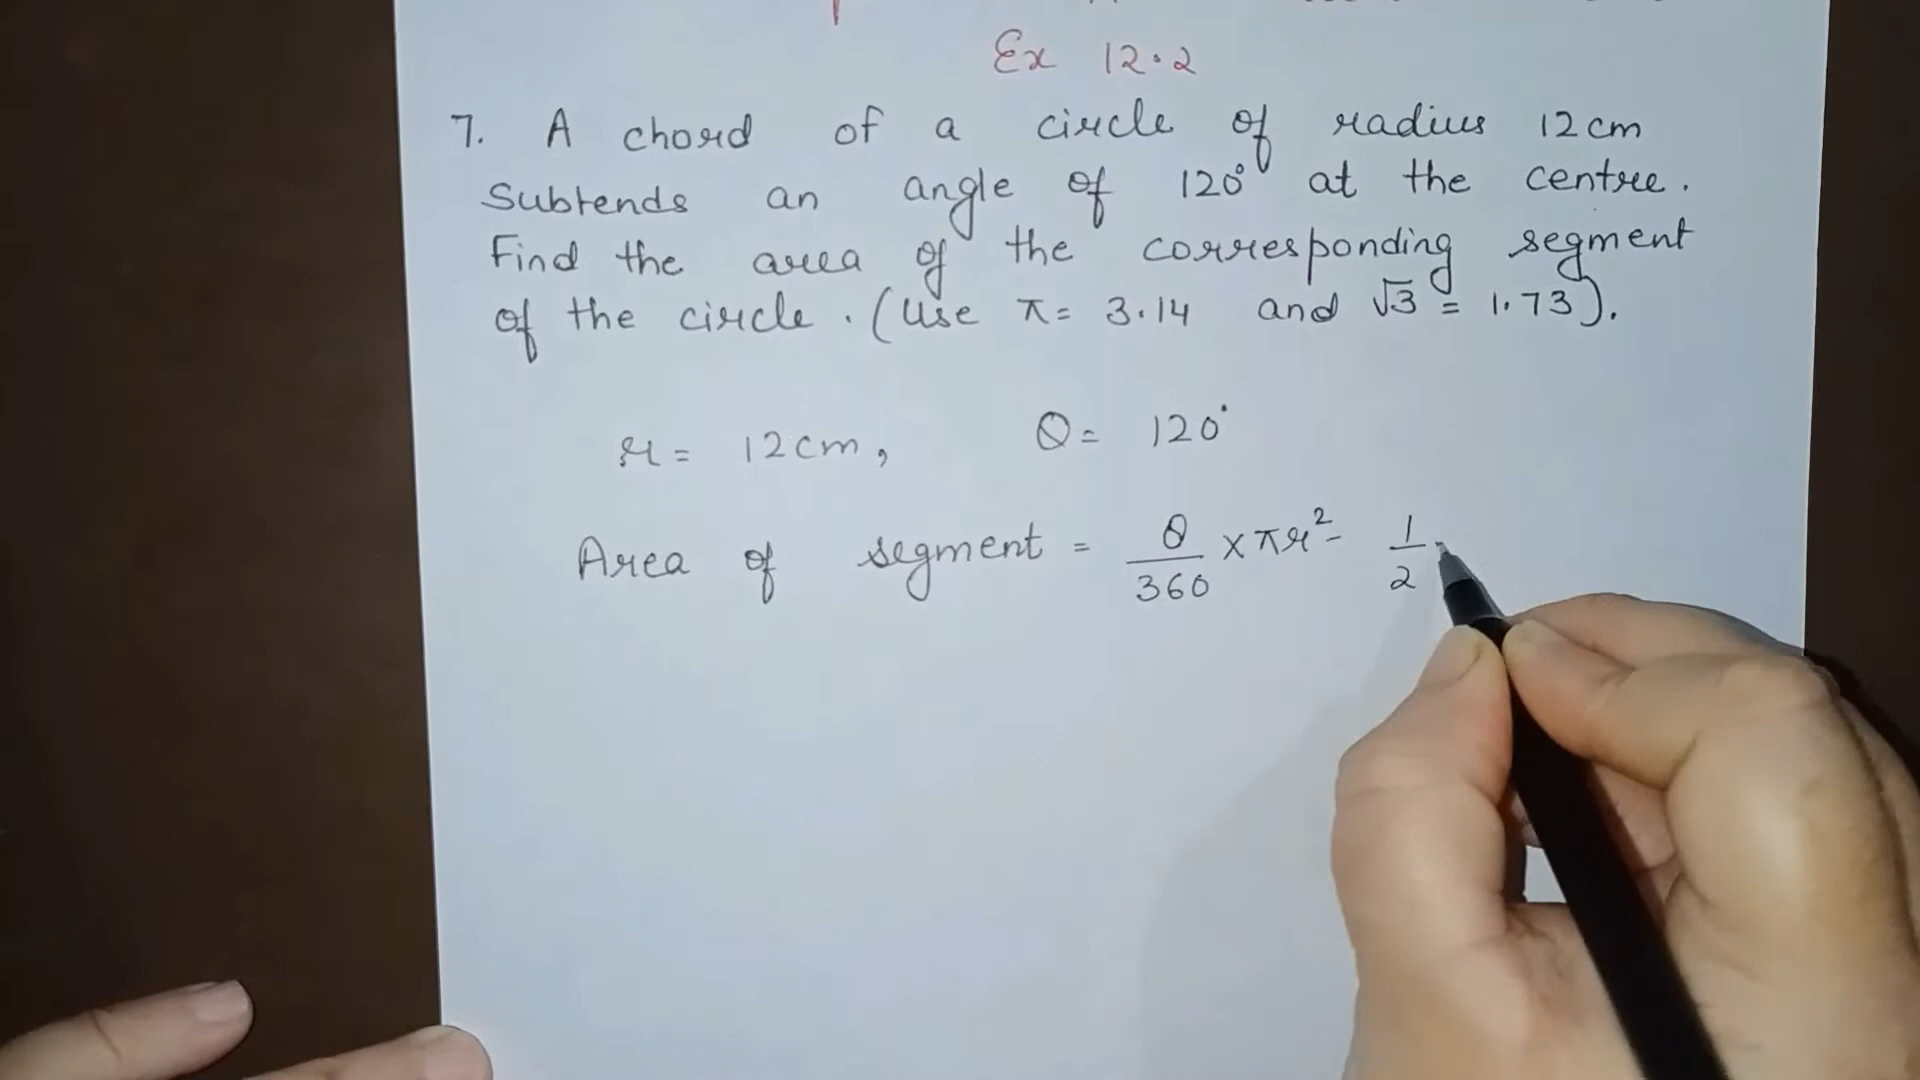 Ex 12.2
7. A chord of a circle of radius 12cm
Subtends an angle of 120° at the centre.
Find the area of the corresponding segment
of the circle. (Use π = 3.14 and √3 = 1.73).
r = 12cm, θ = 120°
Area of segment = θ/360 × πr² - 1/2